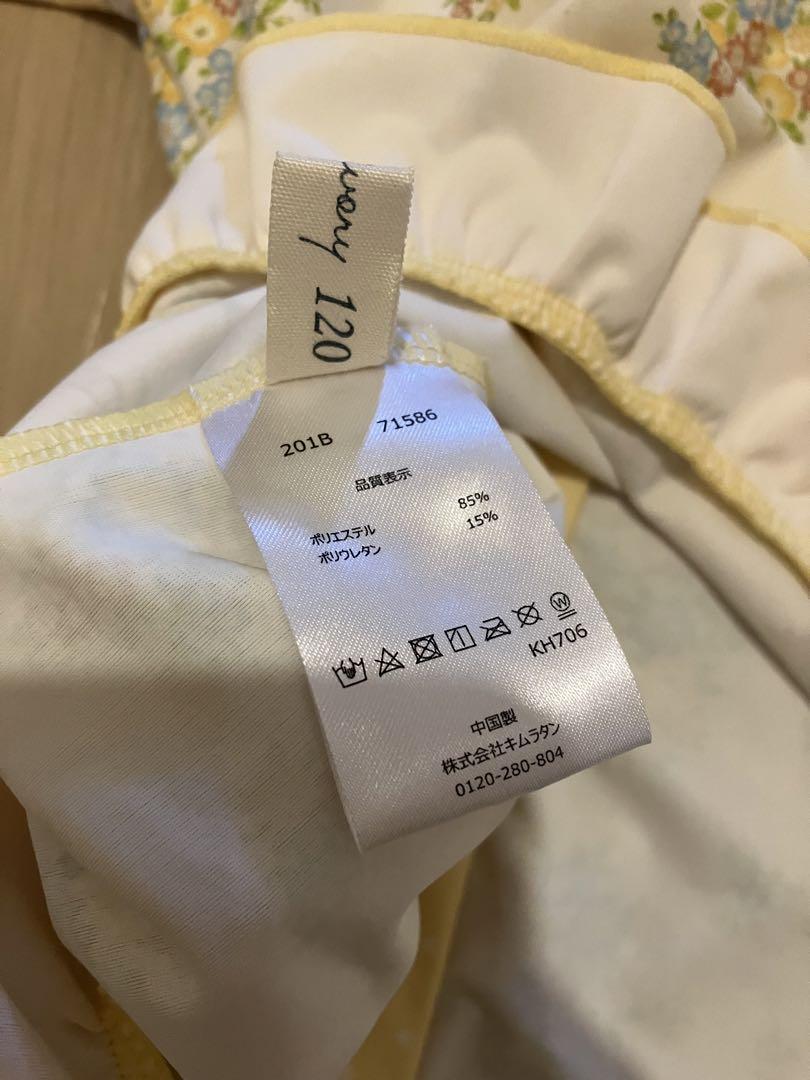 120
201B 71586
品質表示
ポリエステル 85%
ポリウレタン 15%
W
KH706
中国製
株式会社キムラタン
0120-280-804